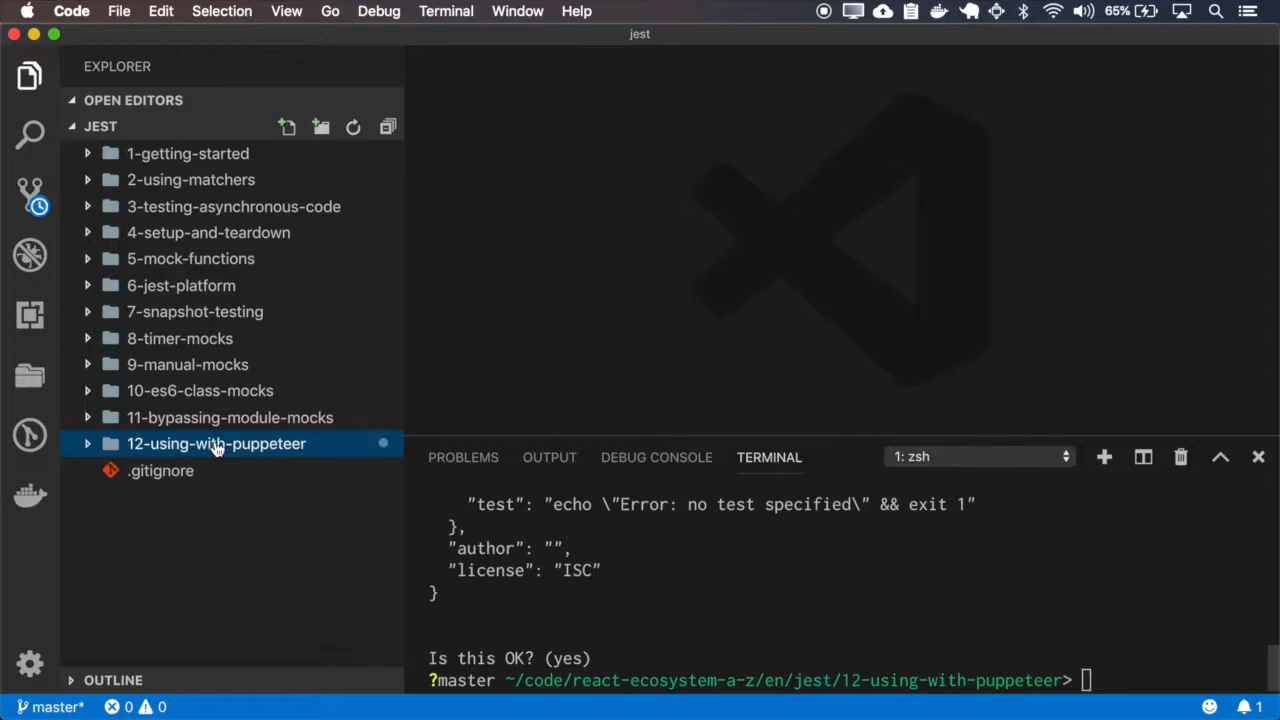 Code File Edit Selection View Go Debug Terminal Window Help 65%
jest
EXPLORER
OPEN EDITORS
JEST
1-getting-started
2-using-matchers
3-testing-asynchronous-code
4-setup-and-teardown
5-mock-functions
6-jest-platform
7-snapshot-testing
8-timer-mocks
9-manual-mocks
10-es6-class-mocks
11-bypassing-module-mocks
12-using-with-puppeteer
.gitignore
OUTLINE
PROBLEMS OUTPUT DEBUG CONSOLE TERMINAL 1: zsh
"test": "echo \"Error: no test specified\" && exit 1"
},
"author": "",
"license": "ISC"
}
Is this OK? (yes)
?master ~/code/react-ecosystem-a-z/en/jest/12-using-with-puppeteer>
master* 0 0 1